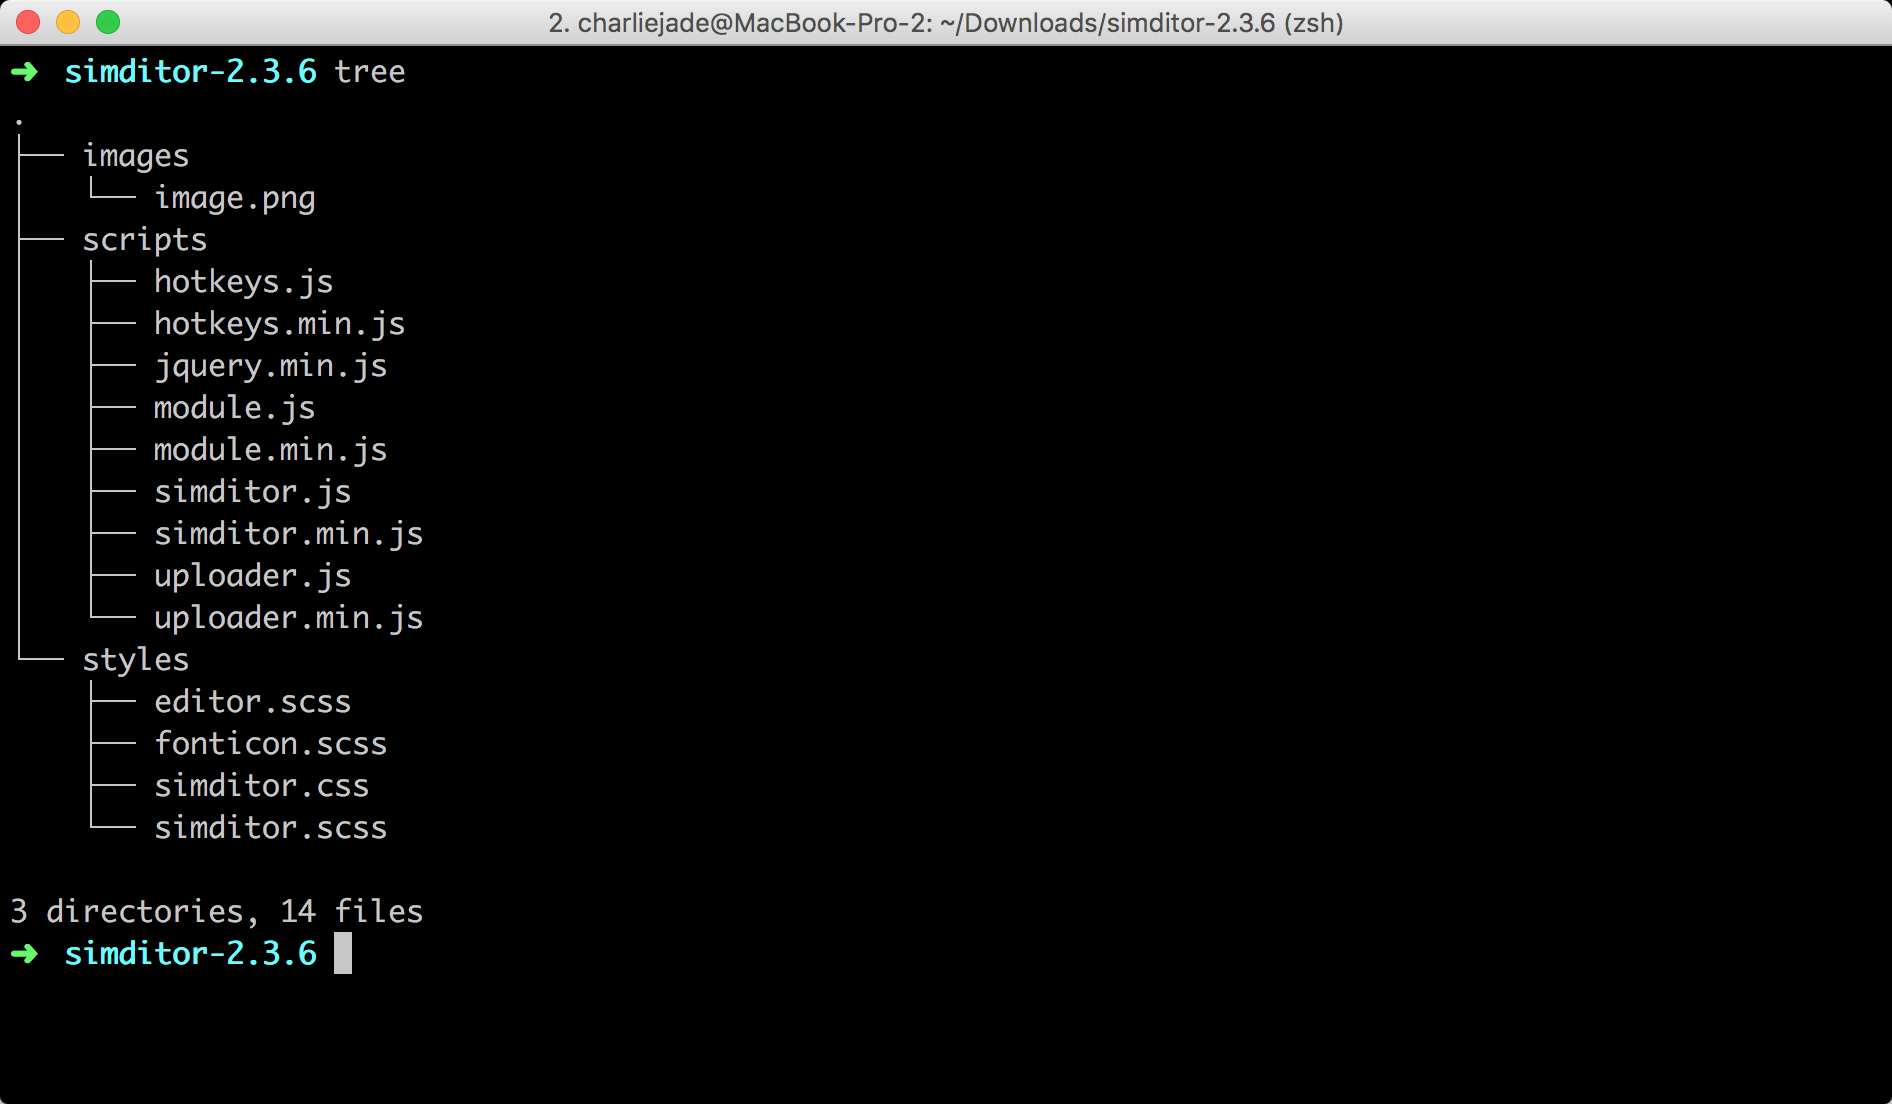 2. charliejade@MacBook-Pro-2: ~/Downloads/simditor-2.3.6 (zsh)
➜ simditor-2.3.6 tree
.
├── images
│   └── image.png
├── scripts
│   ├── hotkeys.js
│   ├── hotkeys.min.js
│   ├── jquery.min.js
│   ├── module.js
│   ├── module.min.js
│   ├── simditor.js
│   ├── simditor.min.js
│   ├── uploader.js
│   └── uploader.min.js
└── styles
    ├── editor.scss
    ├── fonticon.scss
    ├── simditor.css
    └── simditor.scss
3 directories, 14 files
➜ simditor-2.3.6